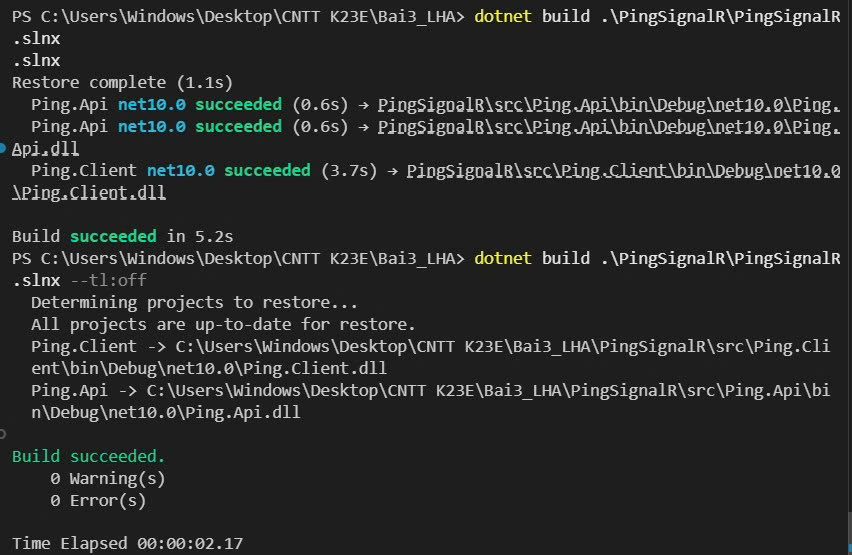 PS C:\Users\Windows\Desktop\CNTT K23E\Bai3_LHA> dotnet build .\PingSignalR\PingSignalR
.slnx
.slnx
Restore complete (1.1s)
  Ping.Api net10.0 succeeded (0.6s) → PingSignalR\src\Ping.Api\bin\Debug\net10.0\Ping.
  Ping.Api net10.0 succeeded (0.6s) → PingSignalR\src\Ping.Api\bin\Debug\net10.0\Ping.
Api.dll
  Ping.Client net10.0 succeeded (3.7s) → PingSignalR\src\Ping.Client\bin\Debug\net10.0
\Ping.Client.dll

Build succeeded in 5.2s
PS C:\Users\Windows\Desktop\CNTT K23E\Bai3_LHA> dotnet build .\PingSignalR\PingSignalR
.slnx --tl:off
  Determining projects to restore...
  All projects are up-to-date for restore.
  Ping.Client -> C:\Users\Windows\Desktop\CNTT K23E\Bai3_LHA\PingSignalR\src\Ping.Cli
ent\bin\Debug\net10.0\Ping.Client.dll
  Ping.Api -> C:\Users\Windows\Desktop\CNTT K23E\Bai3_LHA\PingSignalR\src\Ping.Api\bi
n\Debug\net10.0\Ping.Api.dll

Build succeeded.
    0 Warning(s)
    0 Error(s)

Time Elapsed 00:00:02.17